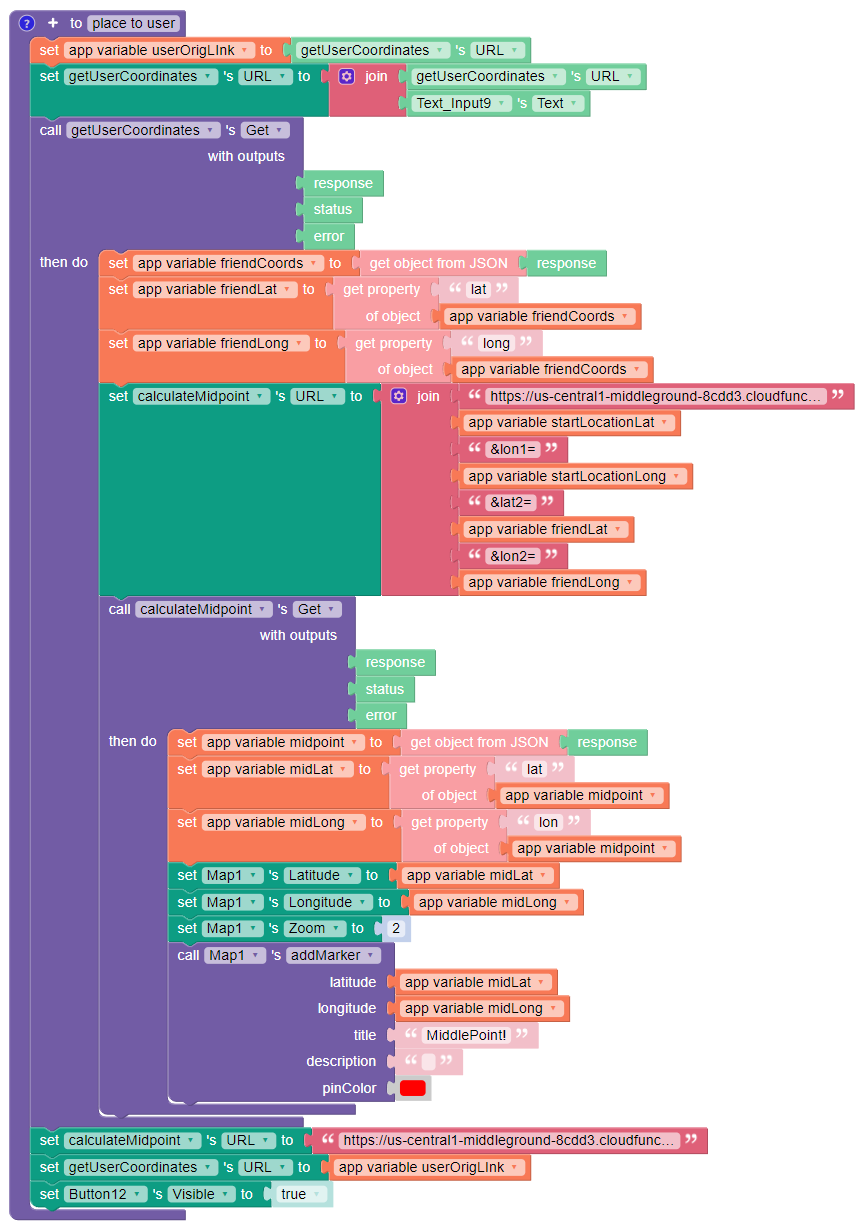 ? + to place to user
set app variable userOrigLInk to getUserCoordinates 's URL
set getUserCoordinates 's URL to join getUserCoordinates 's URL
Text_Input9 's Text
call getUserCoordinates 's Get
with outputs
response
status
error
then do set app variable friendCoords to get object from JSON response
set app variable friendLat to get property “ lat ”
of object app variable friendCoords
set app variable friendLong to get property “ long ”
of object app variable friendCoords
set calculateMidpoint 's URL to join “ https://us-central1-middleground-8cdd3.cloudfunc... ”
app variable startLocationLat
“ &lon1= ”
app variable startLocationLong
“ &lat2= ”
app variable friendLat
“ &lon2= ”
app variable friendLong
call calculateMidpoint 's Get
with outputs
response
status
error
then do set app variable midpoint to get object from JSON response
set app variable midLat to get property “ lat ”
of object app variable midpoint
set app variable midLong to get property “ lon ”
of object app variable midpoint
set Map1 's Latitude to app variable midLat
set Map1 's Longitude to app variable midLong
set Map1 's Zoom to 2
call Map1 's addMarker
latitude app variable midLat
longitude app variable midLong
title “ MiddlePoint! ”
description “ ”
pinColor
set calculateMidpoint 's URL to “ https://us-central1-middleground-8cdd3.cloudfunc... ”
set getUserCoordinates 's URL to app variable userOrigLInk
set Button12 's Visible to true